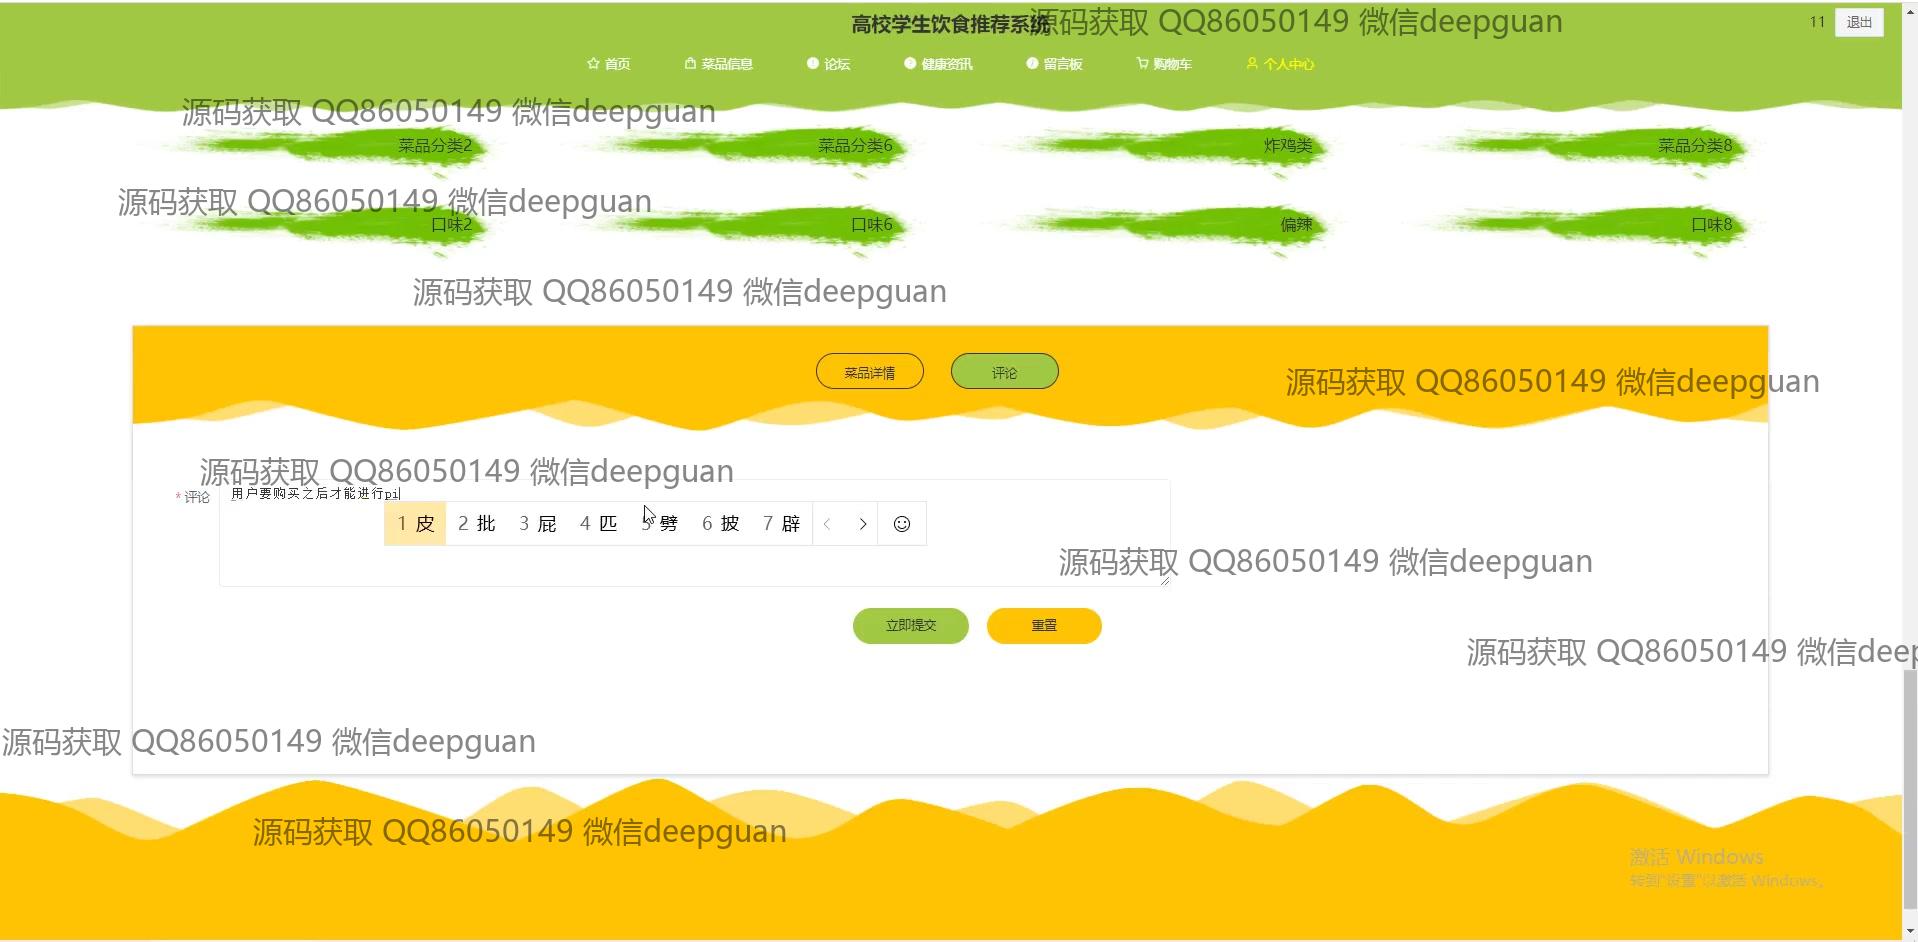 高校学生饮食推荐系统
源码获取 QQ86050149 微信deepguan
11 退出
首页 菜品信息 论坛 健康资讯 留言板 购物车 个人中心
源码获取 QQ86050149 微信deepguan
菜品分类2 菜品分类6 炸鸡类 菜品分类8
源码获取 QQ86050149 微信deepguan
口味2 口味6 偏辣 口味8
源码获取 QQ86050149 微信deepguan
菜品详情 评论
源码获取 QQ86050149 微信deepguan
源码获取 QQ86050149 微信deepguan
* 评论 用户要购买之后才能进行pi
1 皮 2 批 3 屁 4 匹 5 劈 6 披 7 辟
源码获取 QQ86050149 微信deepguan
立即提交 重置
源码获取 QQ86050149 微信deep
源码获取 QQ86050149 微信deepguan
源码获取 QQ86050149 微信deepguan
激活 Windows
转到"设置"以激活 Windows。